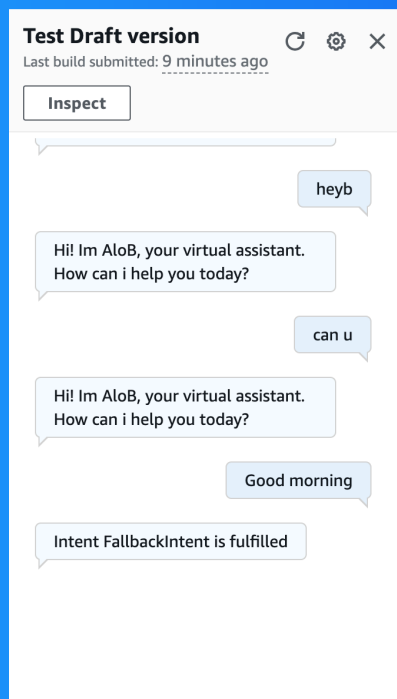 Test Draft version
Last build submitted: 9 minutes ago
Inspect
heyb
Hi! Im AloB, your virtual assistant.
How can i help you today?
can u
Hi! Im AloB, your virtual assistant.
How can i help you today?
Good morning
Intent FallbackIntent is fulfilled